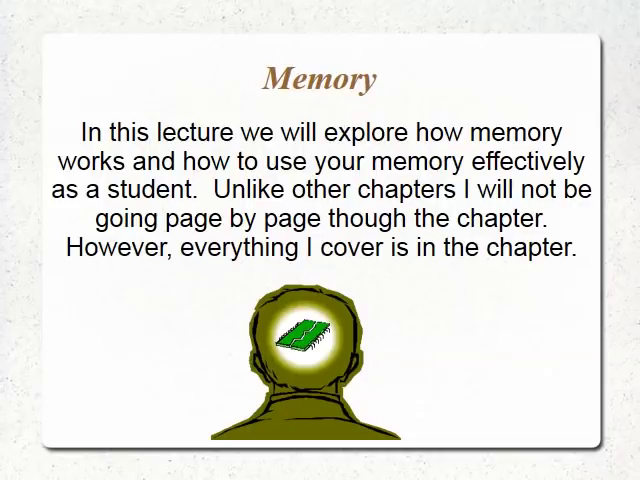 Memory
In this lecture we will explore how memory
works and how to use your memory effectively
as a student.  Unlike other chapters I will not be
going page by page though the chapter.
However, everything I cover is in the chapter.